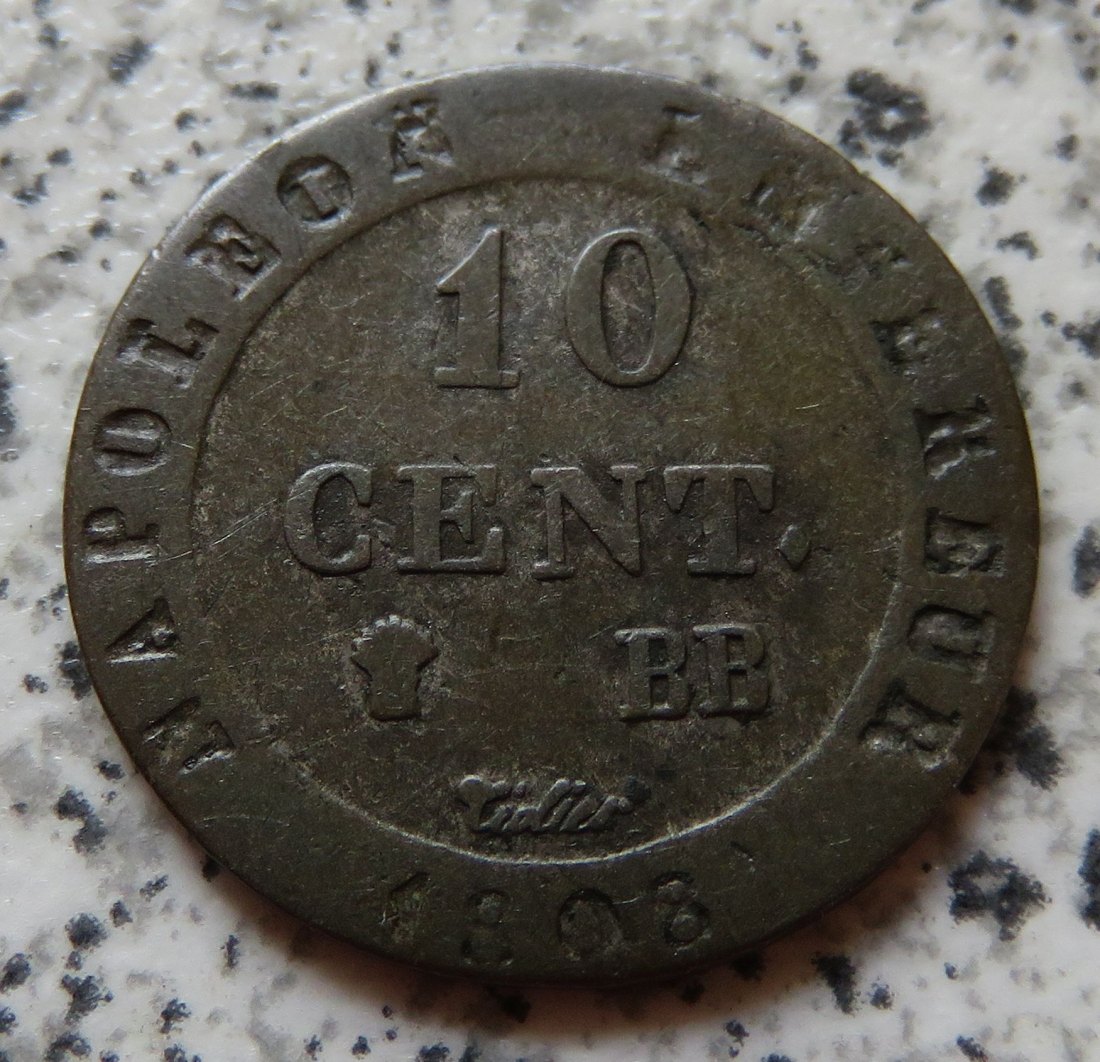 NAPOLEON EMPEREUR
10
CENT.
BB
Tiolier
1808